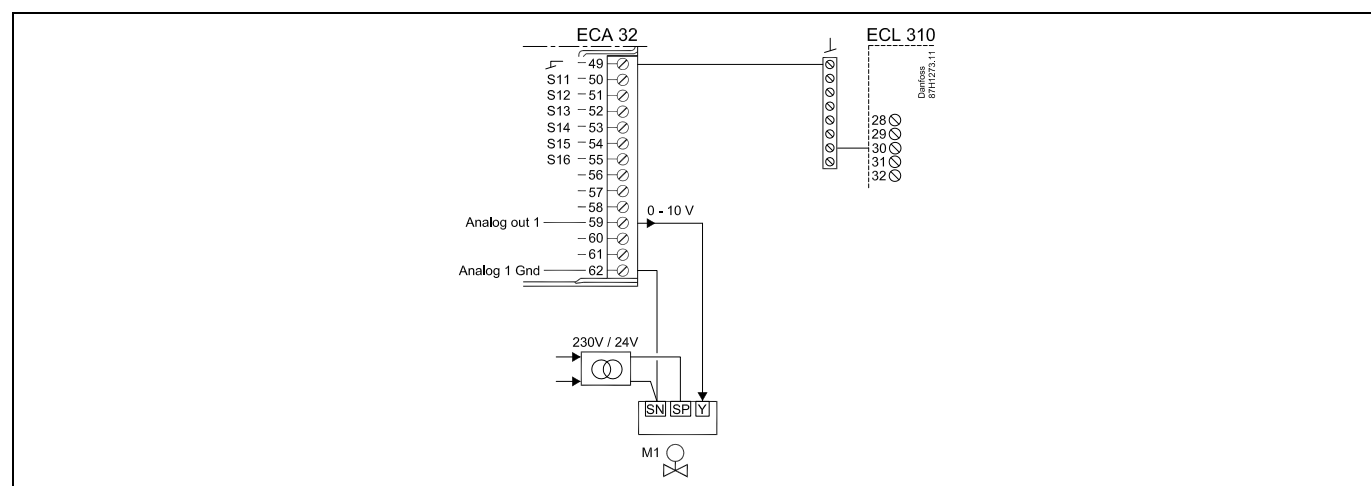 ECA 32
ECL 310
49
S11 - 50
S12 - 51
S13 - 52
S14 - 53
S15 - 54
S16 - 55
- 56
- 57
- 58
Analog out 1 59
- 60
- 61
Analog 1 Gnd 62
0 - 10 V
Danfoss
87H1273.11
28
29
30
31
32
230V / 24V
SN SP Y
M1